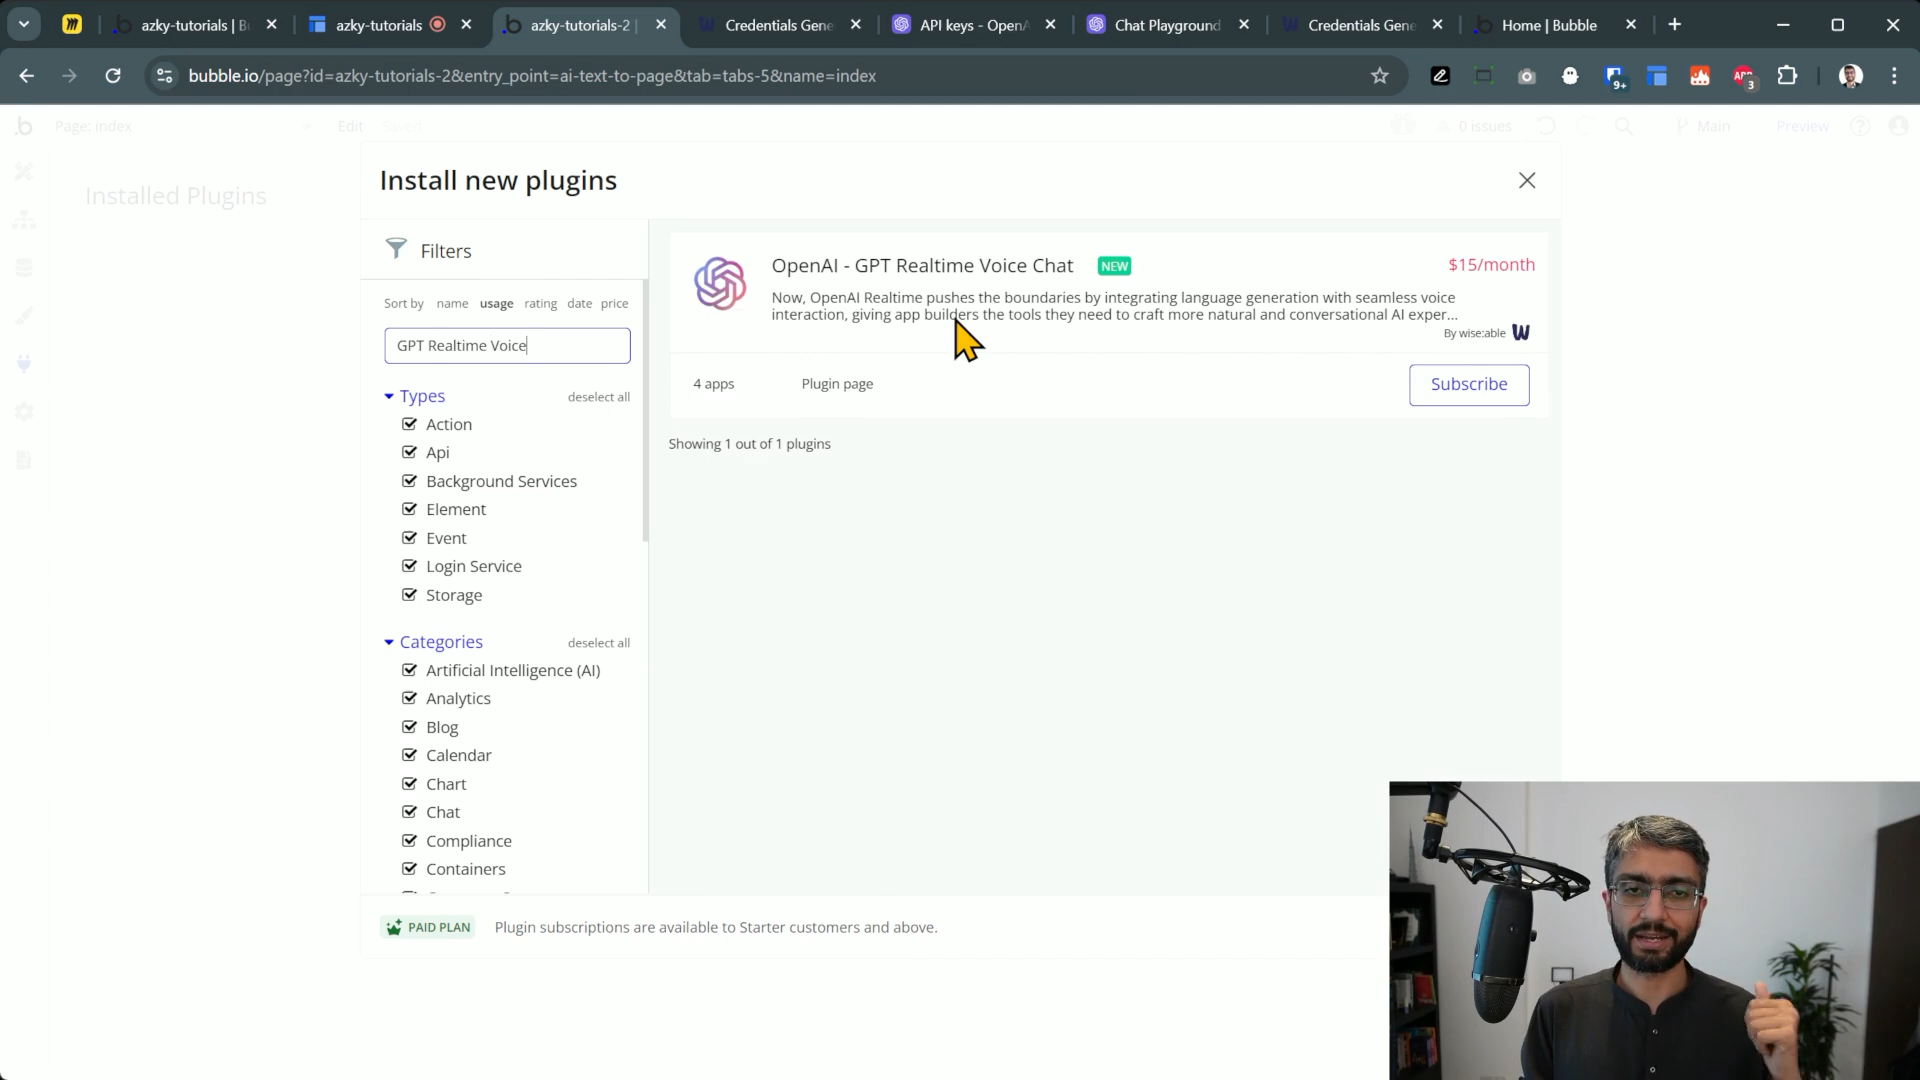 azky-tutorials | B
azky-tutorials
azky-tutorials-2 |
Credentials Gene
API keys - OpenA
Chat Playground
Credentials Gene
Home | Bubble
bubble.io/page?id=azky-tutorials-2&entry_point=ai-text-to-page&tab=tabs-5&name=index
9+
3
Page: index
Edit
Saved
0 issues
Main
Preview
Installed Plugins
Install new plugins
Filters
Sort by name usage rating date price
GPT Realtime Voice
Types
deselect all
Action
Api
Background Services
Element
Event
Login Service
Storage
Categories
deselect all
Artificial Intelligence (AI)
Analytics
Blog
Calendar
Chart
Chat
Compliance
Containers
OpenAI - GPT Realtime Voice Chat
NEW
$15/month
Now, OpenAI Realtime pushes the boundaries by integrating language generation with seamless voice
interaction, giving app builders the tools they need to craft more natural and conversational AI exper...
By wise:able
4 apps
Plugin page
Subscribe
Showing 1 out of 1 plugins
PAID PLAN
Plugin subscriptions are available to Starter customers and above.